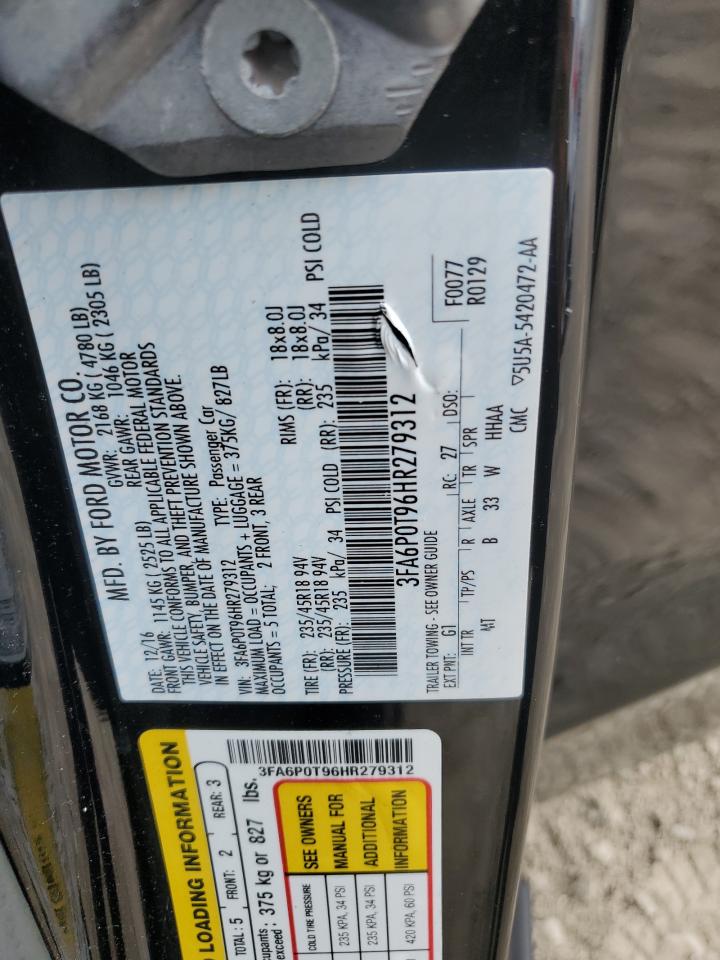 MFD. BY FORD MOTOR CO.
DATE: 12/16 GVWR: 2168 KG ( 4780 LB)
FRONT GAWR: 1145 KG ( 2525 LB) REAR GAWR: 1046 KG ( 2305 LB)
THIS VEHICLE CONFORMS TO ALL APPLICABLE FEDERAL MOTOR
VEHICLE SAFETY, BUMPER, AND THEFT PREVENTION STANDARDS
IN EFFECT ON THE DATE OF MANUFACTURE SHOWN ABOVE.
VIN: 3FA6P0T96HR279312 TYPE: Passenger Car
MAXIMUM LOAD = OCCUPANTS + LUGGAGE = 375KG/ 827LB
OCCUPANTS = 5 TOTAL; 2 FRONT, 3 REAR
TIRE (FR): 235/45R18 94V RIMS (FR): 18x8.0J
(RR): 235/45R18 94V (RR): 18x8.0J
PRESSURE (FR): 235 kPa/ 34 PSI COLD (RR): 235 kPa/ 34 PSI COLD
3FA6P0T96HR279312
TRAILER TOWING - SEE OWNER GUIDE F0077
R0129
EXT PNT: G1 RC: 27 DSO:
INT TR TP/PS R AXLE TR SPR
MT B 33 W HHAA
CMC ▽5U5A-5420472-AA
LOADING INFORMATION
3FA6P0T96HR279312
TOTAL: 5 FRONT: 2 REAR: 3
exceed : 375 kg or 827 lbs.
COLD TIRE PRESSURE
235 KPA, 34 PSI
235 KPA, 34 PSI
420 KPA, 60 PSI
SEE OWNERS
MANUAL FOR
ADDITIONAL
INFORMATION